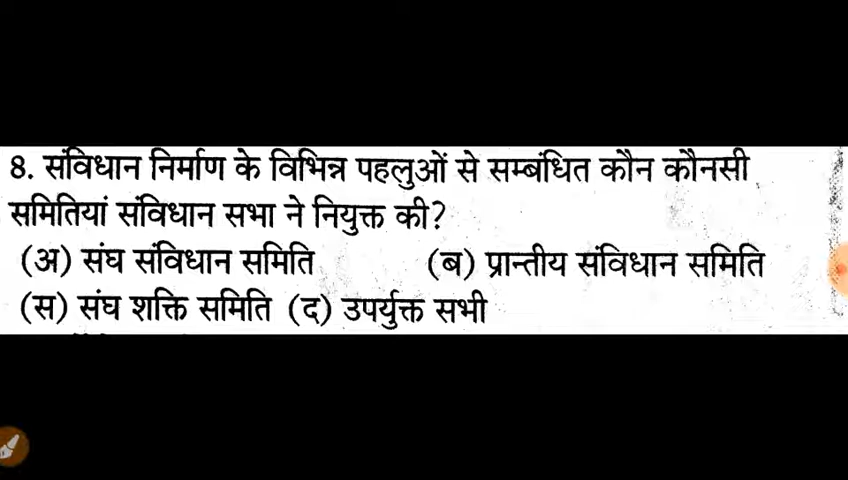 8. संविधान निर्माण के विभिन्न पहलुओं से सम्बंधित कौन कौनसी
समितियां संविधान सभा ने नियुक्त की?
(अ) संघ संविधान समिति (ब) प्रान्तीय संविधान समिति
(स) संघ शक्ति समिति (द) उपर्युक्त सभी